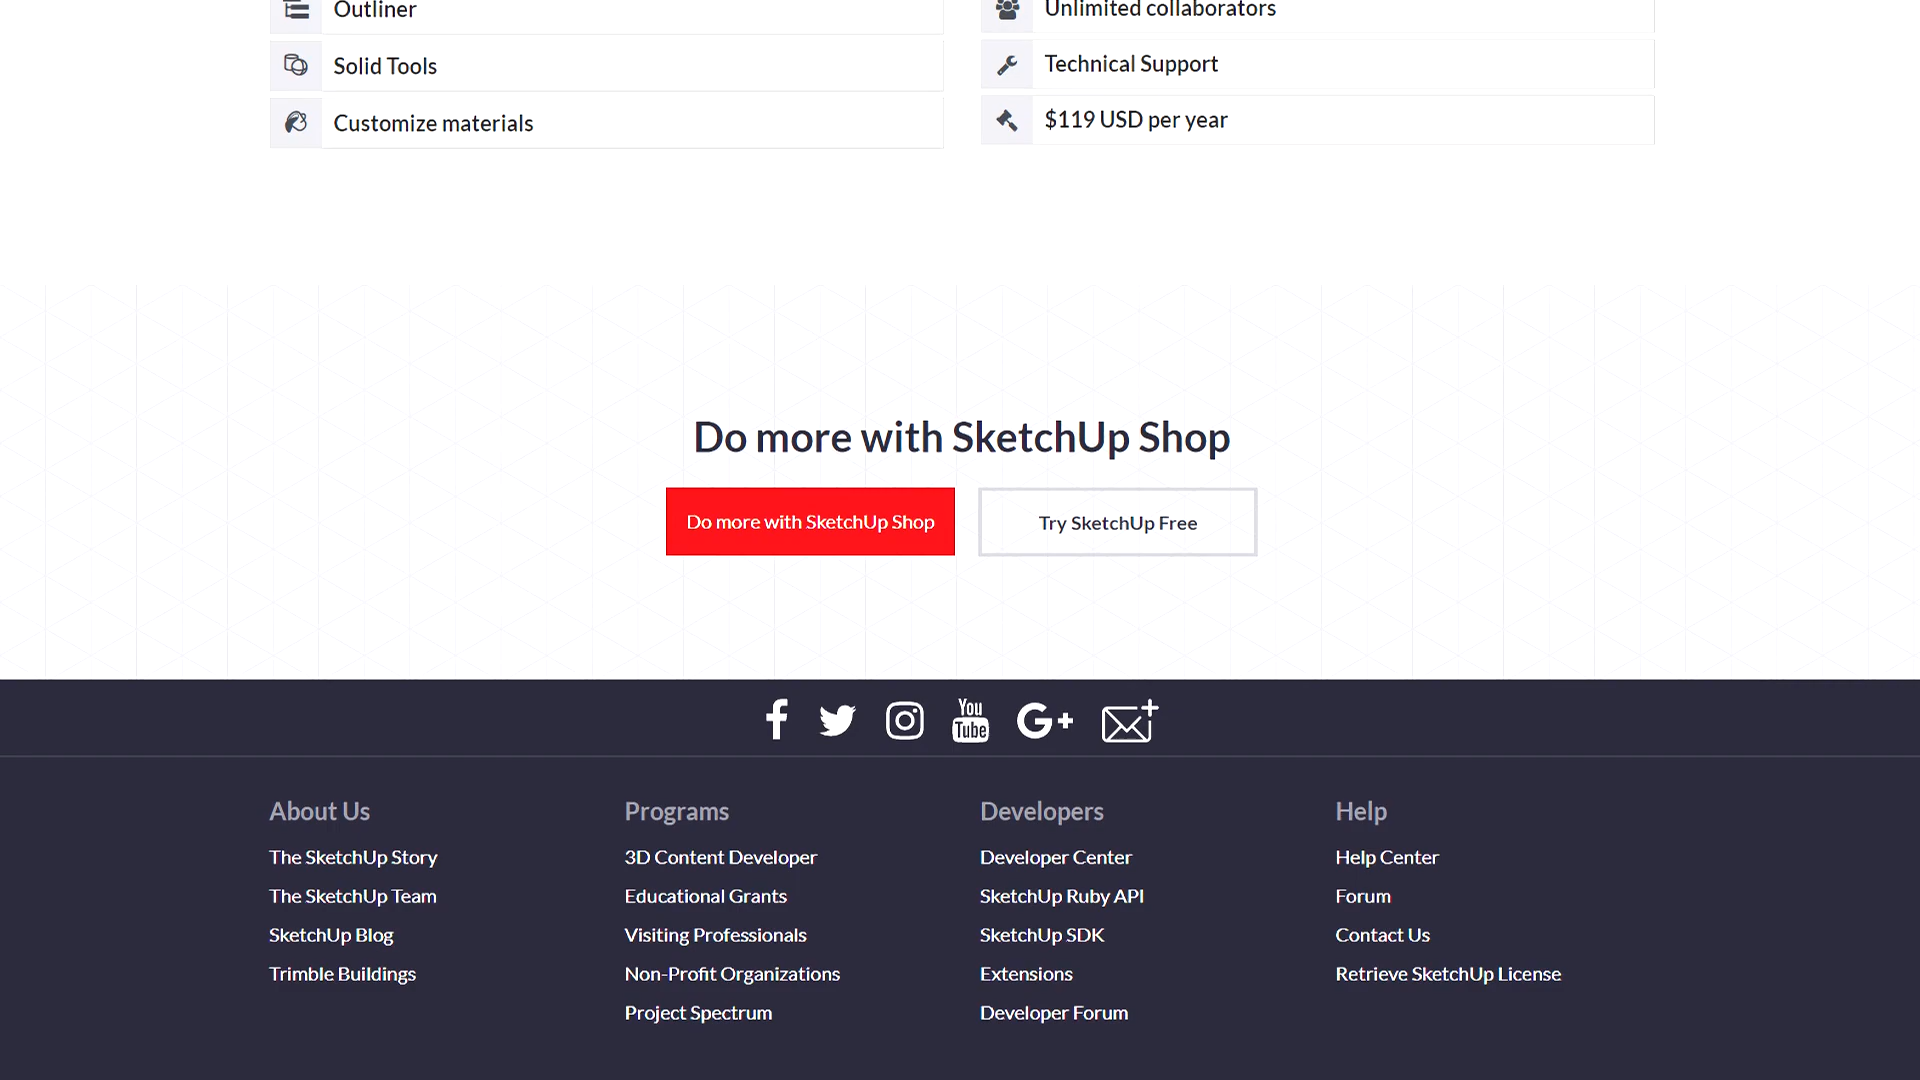 Outliner
Solid Tools
Customize materials
Unlimited collaborators
Technical Support
$119 USD per year
Do more with SketchUp Shop
Do more with SketchUp Shop
Try SketchUp Free
You
Tube
G+
About Us
The SketchUp Story
The SketchUp Team
SketchUp Blog
Trimble Buildings
Programs
3D Content Developer
Educational Grants
Visiting Professionals
Non-Profit Organizations
Project Spectrum
Developers
Developer Center
SketchUp Ruby API
SketchUp SDK
Extensions
Developer Forum
Help
Help Center
Forum
Contact Us
Retrieve SketchUp License